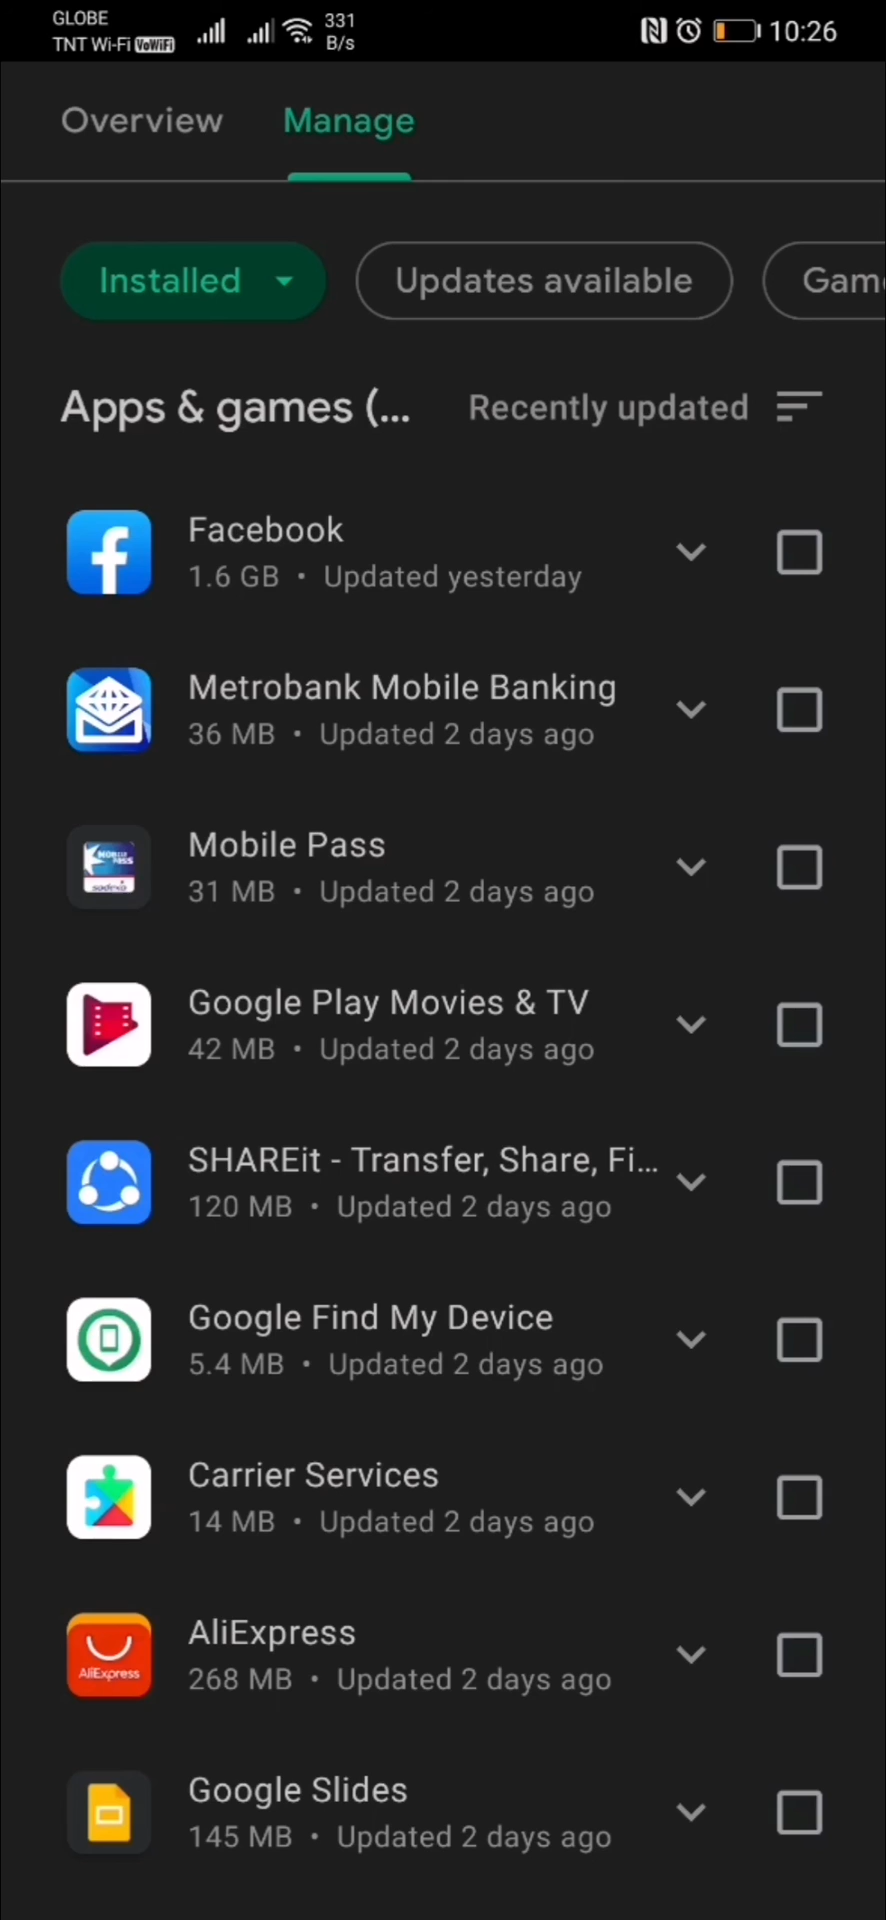 GLOBE
TNT Wi-Fi VoWiFi
331
B/s
10:26
Overview
Manage
Installed
Updates available
Gam
Apps & games (...
Recently updated
Facebook
1.6 GB • Updated yesterday
Metrobank Mobile Banking
36 MB • Updated 2 days ago
MOBILE
PASS
sodexo
Mobile Pass
31 MB • Updated 2 days ago
Google Play Movies & TV
42 MB • Updated 2 days ago
SHAREit - Transfer, Share, Fi...
120 MB • Updated 2 days ago
Google Find My Device
5.4 MB • Updated 2 days ago
Carrier Services
14 MB • Updated 2 days ago
AliExpress
AliExpress
268 MB • Updated 2 days ago
Google Slides
145 MB • Updated 2 days ago